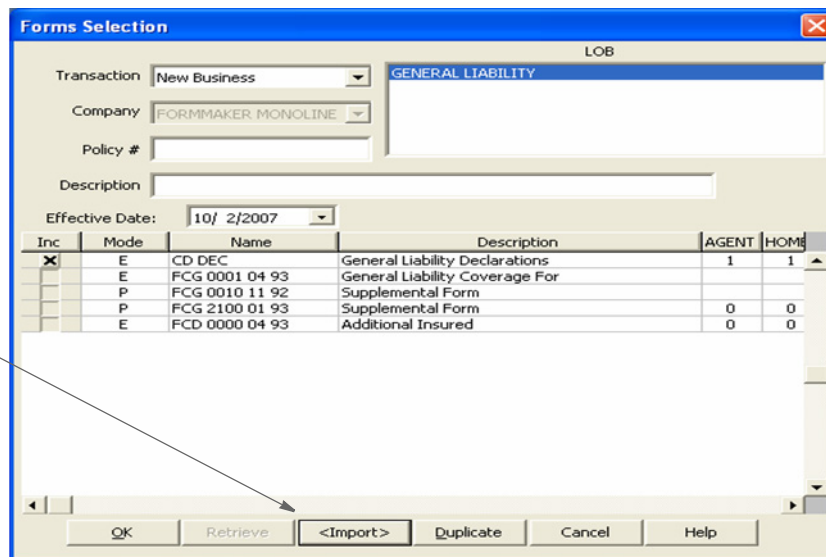 Forms Selection
LOB
Transaction New Business
GENERAL LIABILITY
Company FORMMAKER MONOLINE
Policy #
Description
Effective Date: 10/ 2/2007
Inc Mode Name Description AGENT HOME
E CD DEC General Liability Declarations 1 1
E FCG 0001 04 93 General Liability Coverage For
P FCG 0010 11 92 Supplemental Form
P FCG 2100 01 93 Supplemental Form 0 0
E FCD 0000 04 93 Additional Insured 0 0
OK Retrieve <Import> Duplicate Cancel Help